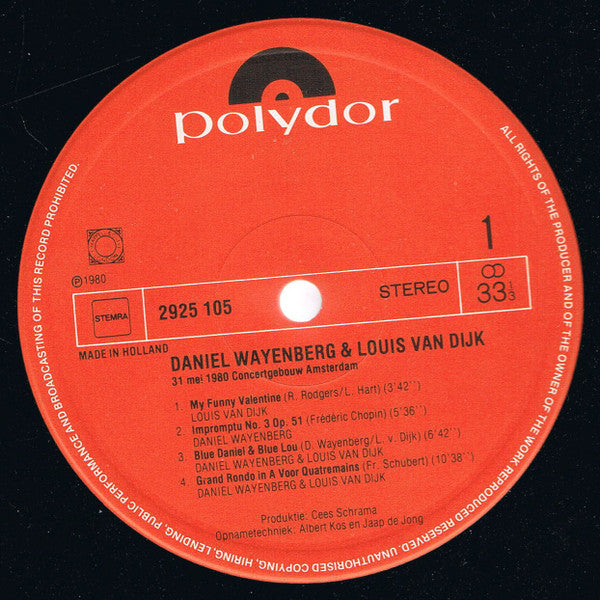 polydor
1
℗1980
STEMRA
2925 105
STEREO
33 1/3
MADE IN HOLLAND
DANIEL WAYENBERG & LOUIS VAN DIJK
31 mei 1980 Concertgebouw Amsterdam
1. My Funny Valentine (R. Rodgers/L. Hart) (3'42'')
LOUIS VAN DIJK
2. Impromptu No. 3 Op. 51 (Frédéric Chopin) (5'36'')
DANIEL WAYENBERG
3. Blue Daniel & Blue Lou (D. Wayenberg/L. v. Dijk) (6'42'')
DANIEL WAYENBERG & LOUIS VAN DIJK
4. Grand Rondo in A Voor Quatremains (Fr. Schubert) (10'38'')
DANIEL WAYENBERG & LOUIS VAN DIJK
Produktie: Cees Schrama
Opnametechniek: Albert Kos en Jaap de Jong
ALL RIGHTS OF THE PRODUCER AND OF THE OWNER OF THE WORK REPRODUCED RESERVED. UNAUTHORISED COPYING, HIRING, LENDING, PUBLIC PERFORMANCE AND BROADCASTING OF THIS RECORD PROHIBITED.